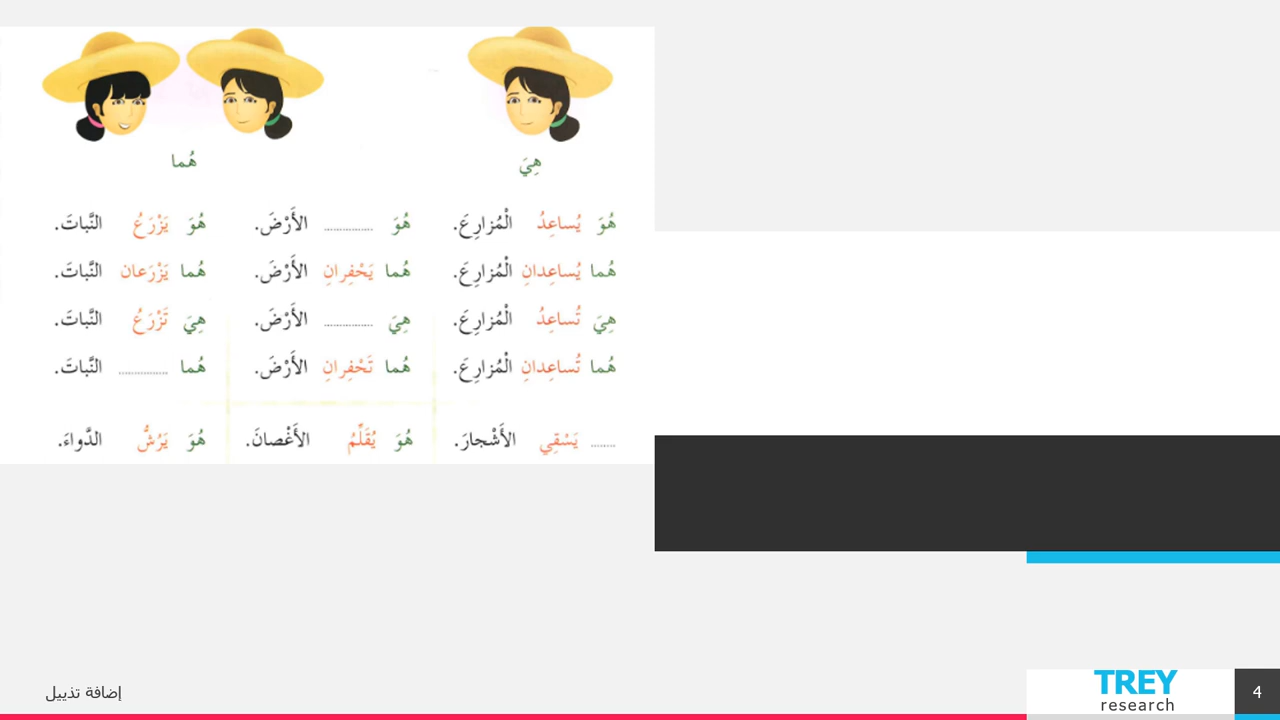 هِيَ هُما
هُوَ يُساعِدُ الْمُزارِعَ. هُوَ ................ الأَرْضَ. هُوَ يَزْرَعُ النَّباتَ.
هُما يُساعِدانِ الْمُزارِعَ. هُما يَحْفِرانِ الأَرْضَ. هُما يَزْرَعان النَّباتَ.
هِيَ تُساعِدُ الْمُزارِعَ. هِيَ ................ الأَرْضَ. هِيَ تَزْرَعُ النَّباتَ.
هُما تُساعِدانِ الْمُزارِعَ. هُما تَحْفِرانِ الأَرْضَ. هُما ................ النَّباتَ.
........ يَسْقِي الأَشْجارَ. هُوَ يُقَلِّمُ الأَغْصانَ. هُوَ يَرُشُّ الدَّواءَ.
إضافة تذييل
TREY
research
4